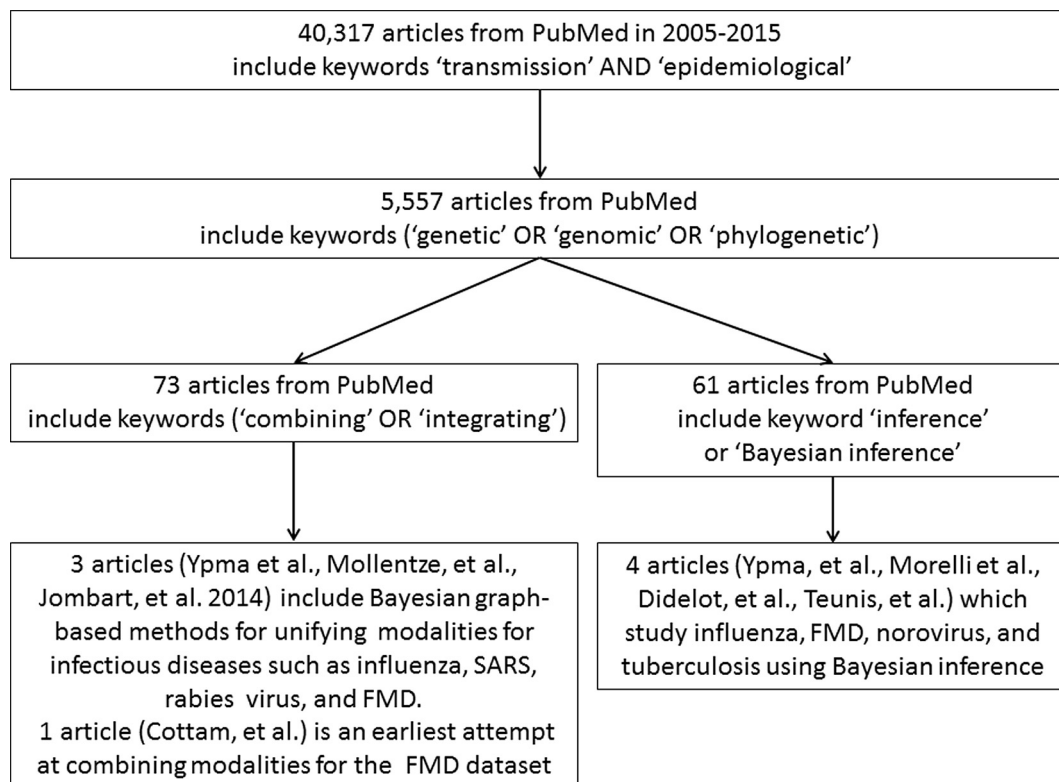 40,317 articles from PubMed in 2005-2015
include keywords ‘transmission’ AND ‘epidemiological’
5,557 articles from PubMed
include keywords (‘genetic’ OR ‘genomic’ OR ‘phylogenetic’)
73 articles from PubMed
include keywords (‘combining’ OR ‘integrating’)
61 articles from PubMed
include keyword ‘inference’
or ‘Bayesian inference’
3 articles (Ypma et al., Mollentze, et al.,
Jombart, et al. 2014) include Bayesian graph-
based methods for unifying modalities for
infectious diseases such as influenza, SARS,
rabies virus, and FMD.
1 article (Cottam, et al.) is an earliest attempt
at combining modalities for the FMD dataset
4 articles (Ypma, et al., Morelli et al.,
Didelot, et al., Teunis, et al.) which
study influenza, FMD, norovirus, and
tuberculosis using Bayesian inference